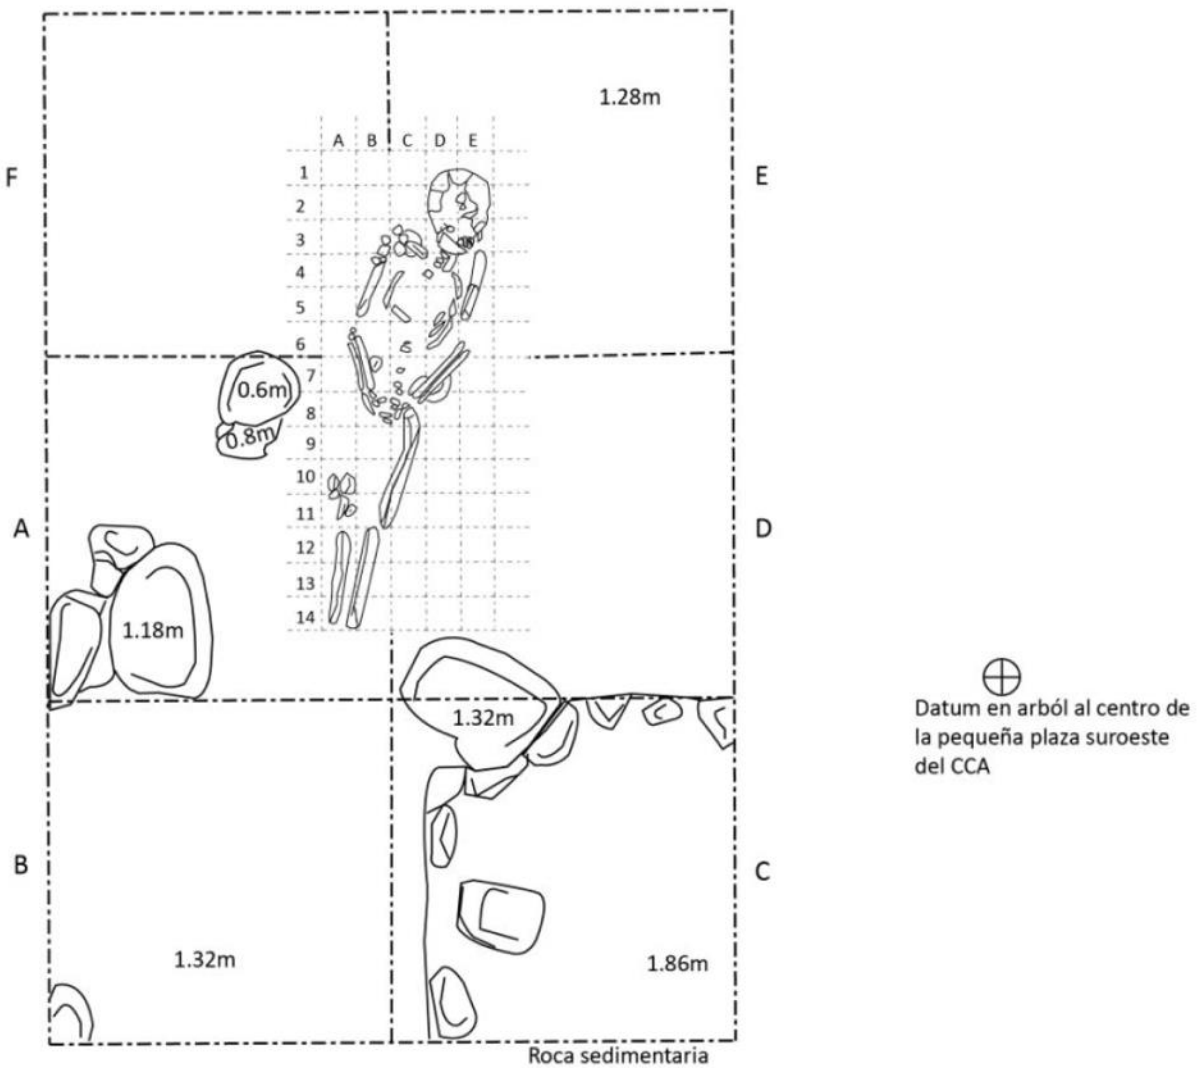 1.28m
A B C D E
F
E
1
2
3
4
5
6
7
8
9
10
11
12
13
14
0.6m
0.8m
A
D
1.18m
1.32m
Datum en arból al centro de
la pequeña plaza suroeste
del CCA
B
C
1.32m
1.86m
Roca sedimentaria